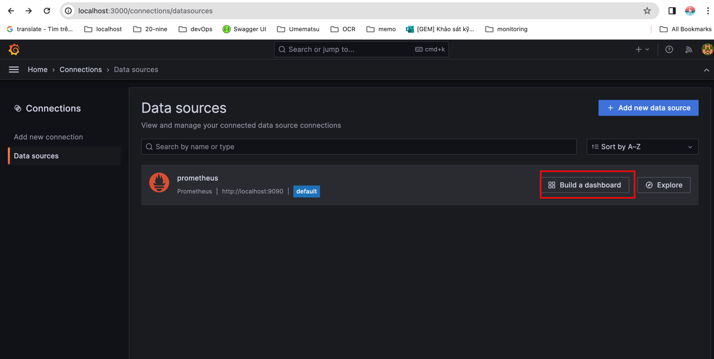 localhost:3000/connections/datasources
translate - Tìm trê... localhost 20-nine devOps Swagger UI Umematsu OCR memo [GEM] Khảo sát kỹ... monitoring All Bookmarks
Search or jump to... cmd+k
Home Connections Data sources
Connections
Add new connection
Data sources
Data sources
View and manage your connected data source connections
Add new data source
Search by name or type
Sort by A–Z
prometheus
Prometheus | http://localhost:9090 | default
Build a dashboard
Explore